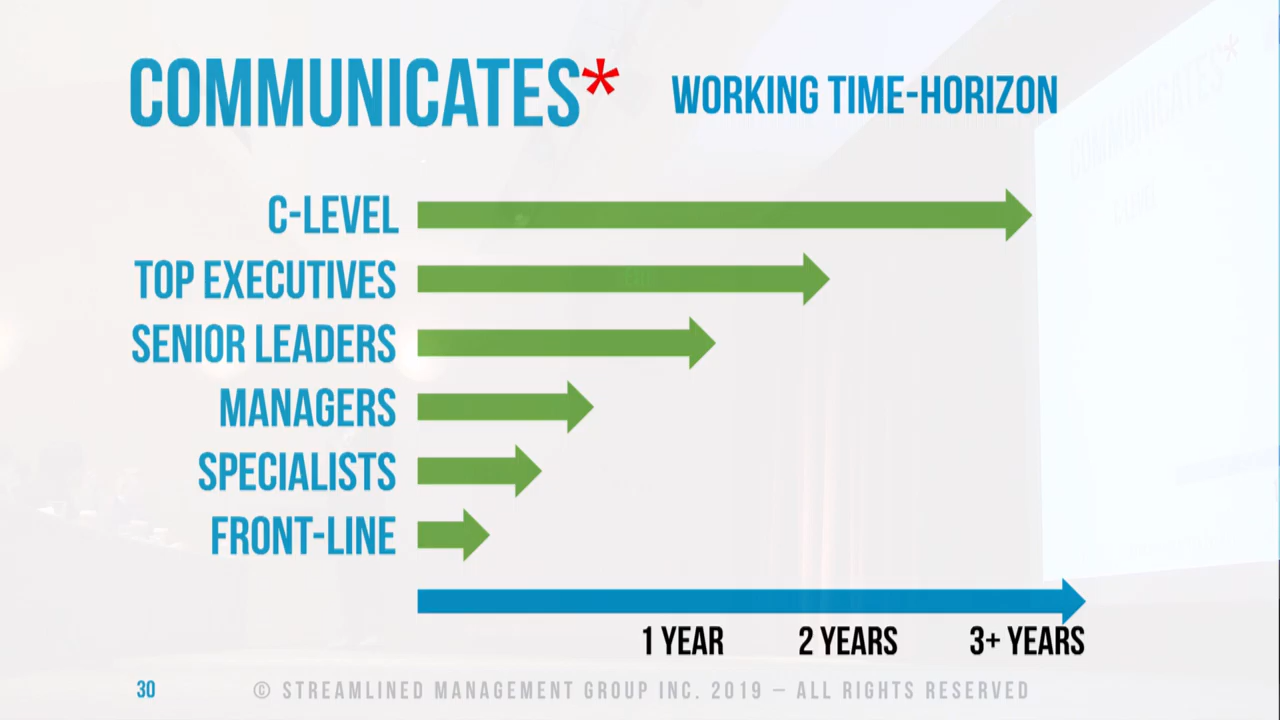 COMMUNICATES* WORKING TIME-HORIZON
C-LEVEL
TOP EXECUTIVES
SENIOR LEADERS
MANAGERS
SPECIALISTS
FRONT-LINE
1 YEAR 2 YEARS 3+ YEARS
30 © STREAMLINED MANAGEMENT GROUP INC. 2019 – ALL RIGHTS RESERVED
COMMUNICATES*